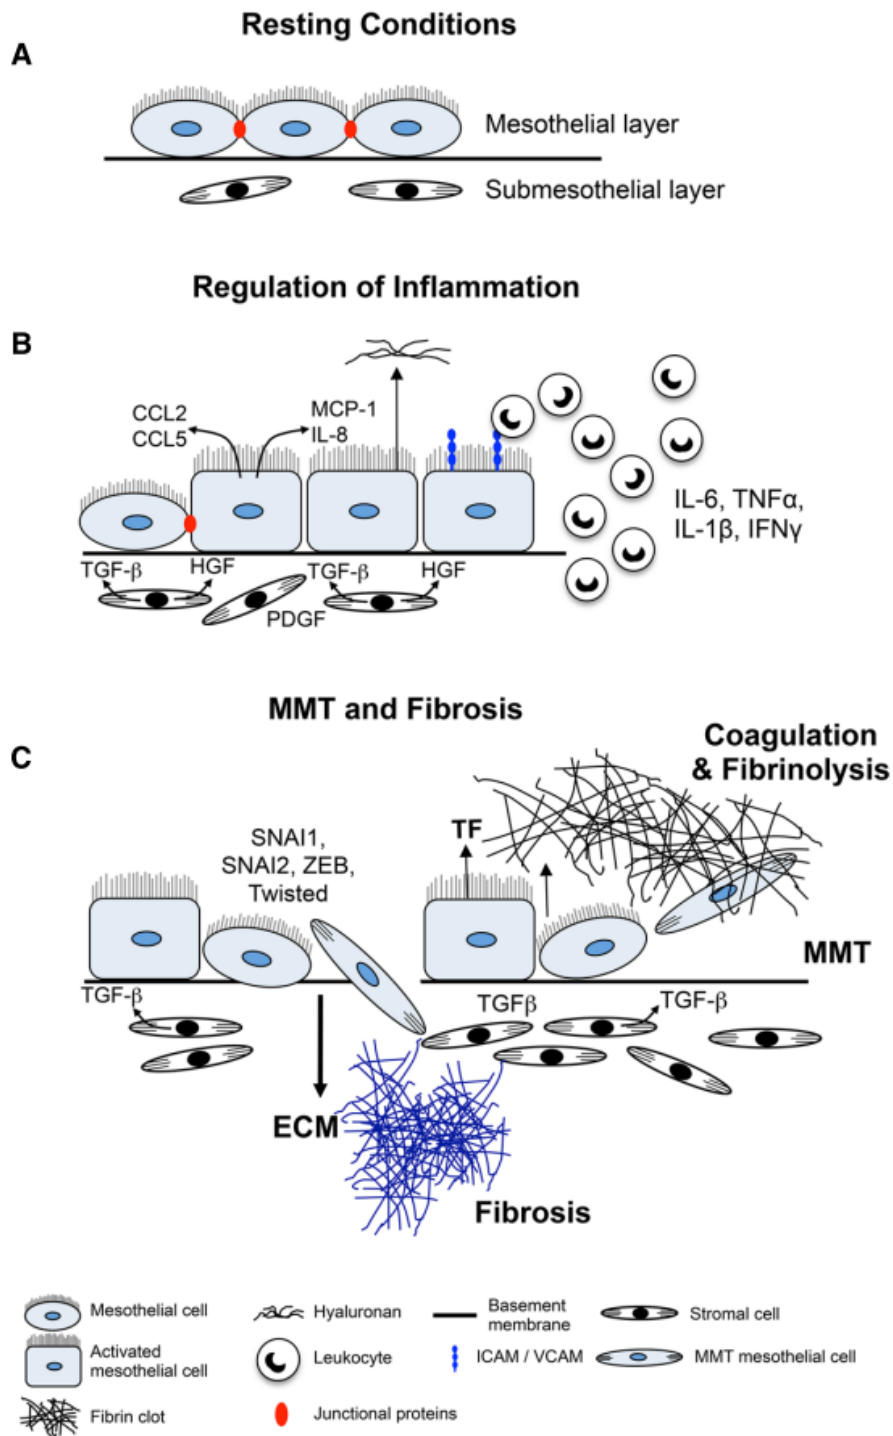 Resting Conditions
A
Mesothelial layer
Submesothelial layer
Regulation of Inflammation
B
CCL2
CCL5
MCP-1
IL-8
IL-6, TNFα,
IL-1β, IFNγ
TGF-β
HGF
TGF-β
HGF
PDGF
MMT and Fibrosis
C
Coagulation
& Fibrinolysis
SNAI1,
SNAI2, ZEB,
Twisted
TF
MMT
TGF-β
TGFβ
TGF-β
ECM
Fibrosis
Mesothelial cell
Hyaluronan
Basement
membrane
Stromal cell
Activated
mesothelial cell
Leukocyte
ICAM / VCAM
MMT mesothelial cell
Fibrin clot
Junctional proteins